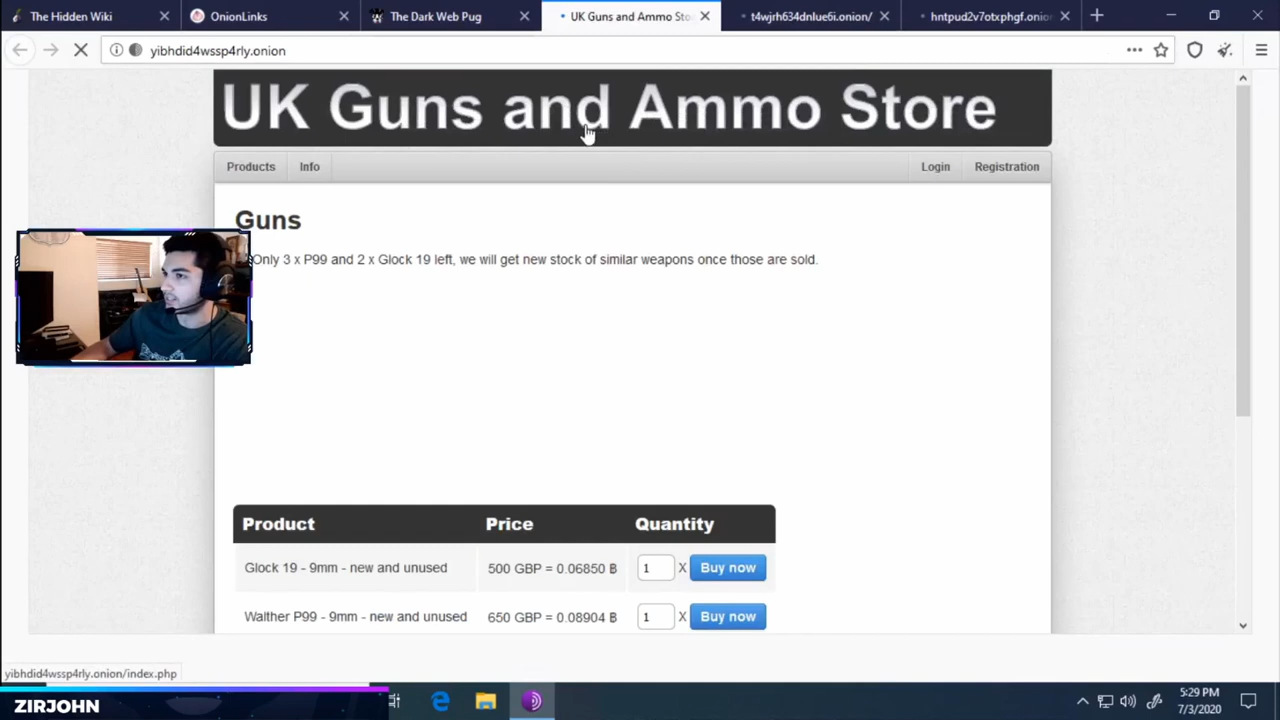 The Hidden Wiki
OnionLinks
The Dark Web Pug
UK Guns and Ammo Sto
t4wjrh634dnlue6i.onion/
hntpud2v7otxphgf.onion
yibhdid4wssp4rly.onion
UK Guns and Ammo Store
Products
Info
Login
Registration
Guns
Only 3 x P99 and 2 x Glock 19 left, we will get new stock of similar weapons once those are sold.
Product Price Quantity
Glock 19 - 9mm - new and unused 500 GBP = 0.06850 ฿ 1 X Buy now
Walther P99 - 9mm - new and unused 650 GBP = 0.08904 ฿ 1 X Buy now
yibhdid4wssp4rly.onion/index.php
ZIRJOHN
5:29 PM
7/3/2020